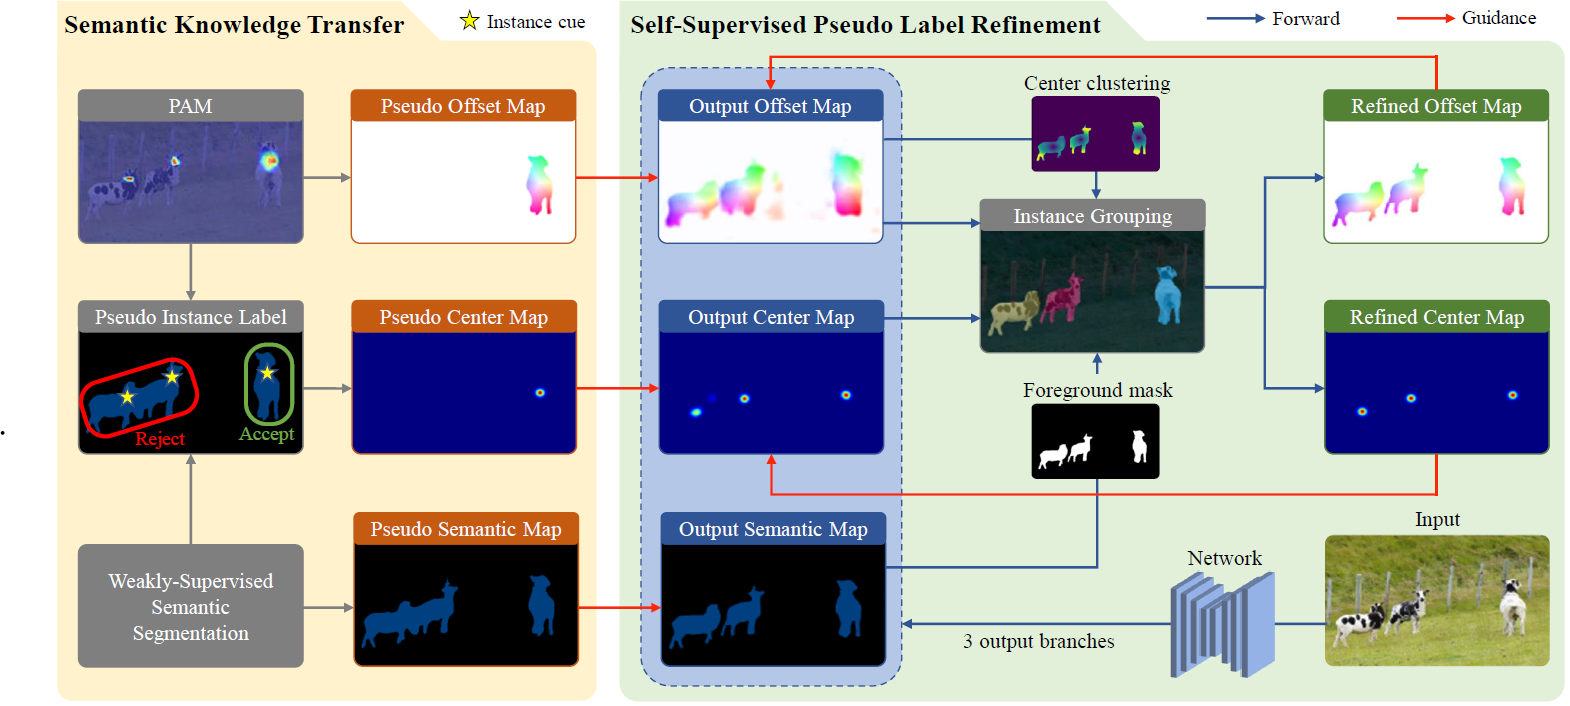 Semantic Knowledge Transfer
Instance cue
Self-Supervised Pseudo Label Refinement
Forward
Guidance
PAM
Pseudo Offset Map
Output Offset Map
Center clustering
Refined Offset Map
Instance Grouping
Pseudo Instance Label
Reject
Accept
Pseudo Center Map
Output Center Map
Foreground mask
Refined Center Map
Weakly-Supervised
Semantic
Segmentation
Pseudo Semantic Map
Output Semantic Map
3 output branches
Network
Input
.